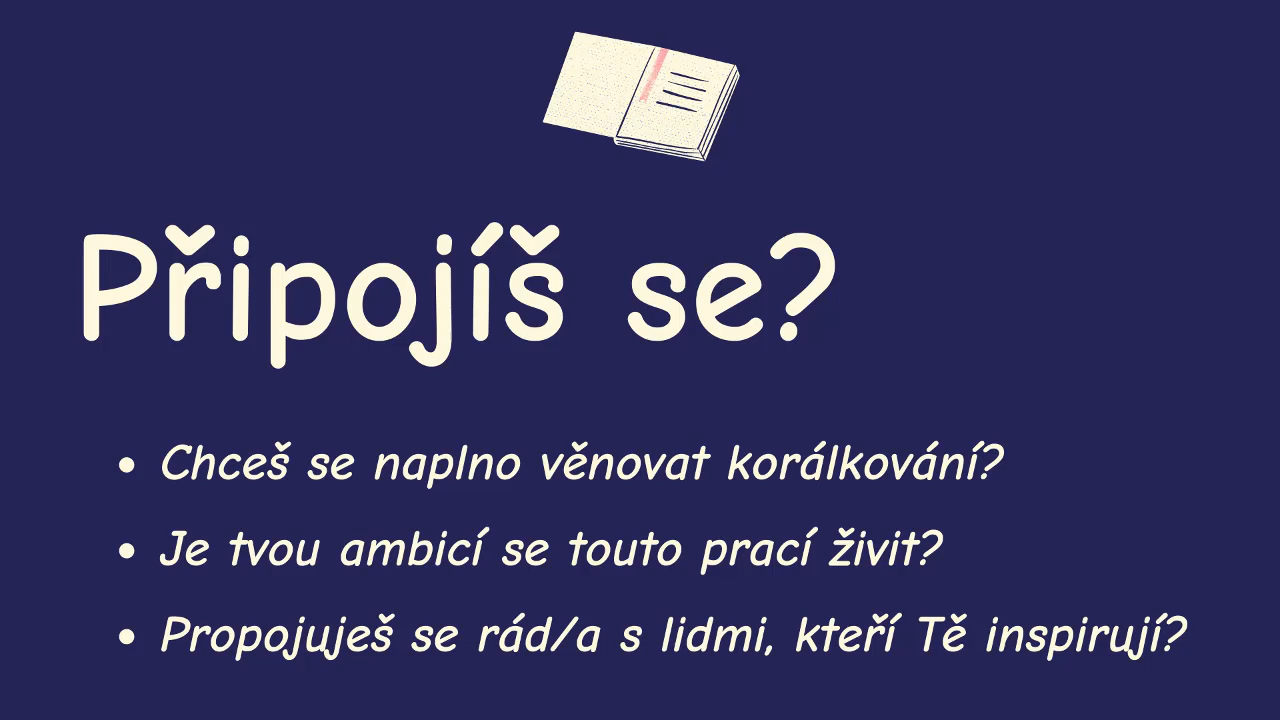 Připojíš se?
• Chceš se naplno věnovat korálkování?
• Je tvou ambicí se touto prací živit?
• Propojuješ se rád/a s lidmi, kteří Tě inspirují?